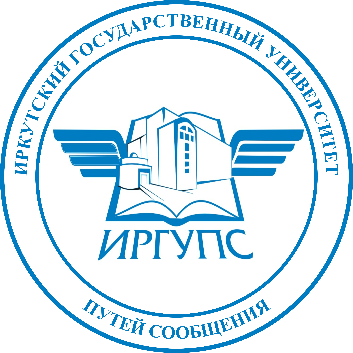 ИРКУТСКИЙ ГОСУДАРСТВЕННЫЙ УНИВЕРСИТЕТ
ИРГУПС
ПУТЕЙ СООБЩЕНИЯ